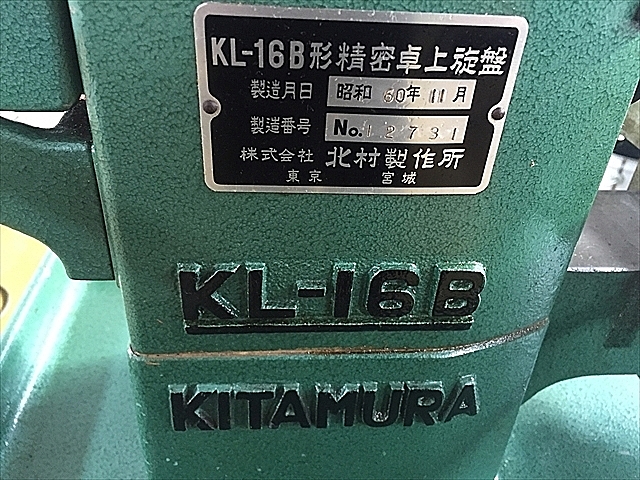 KL-16B形精密卓上旋盤
製造月日 昭和 60年 11月
製造番号 No. 12731
株式会社 北村製作所
東京 宮城
KL-16B
KITAMURA